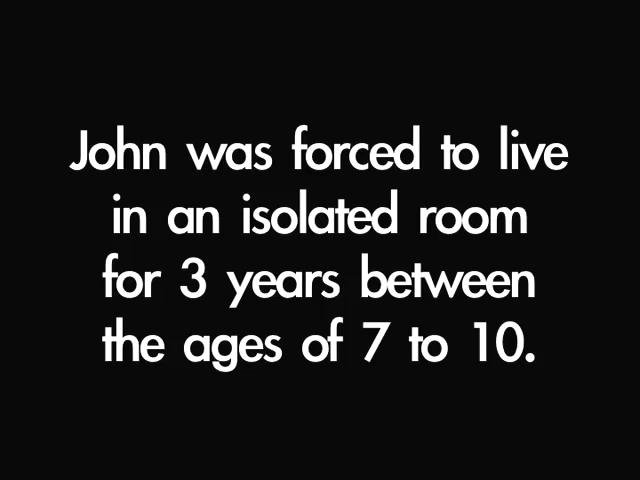 John was forced to live
in an isolated room
for 3 years between
the ages of 7 to 10.